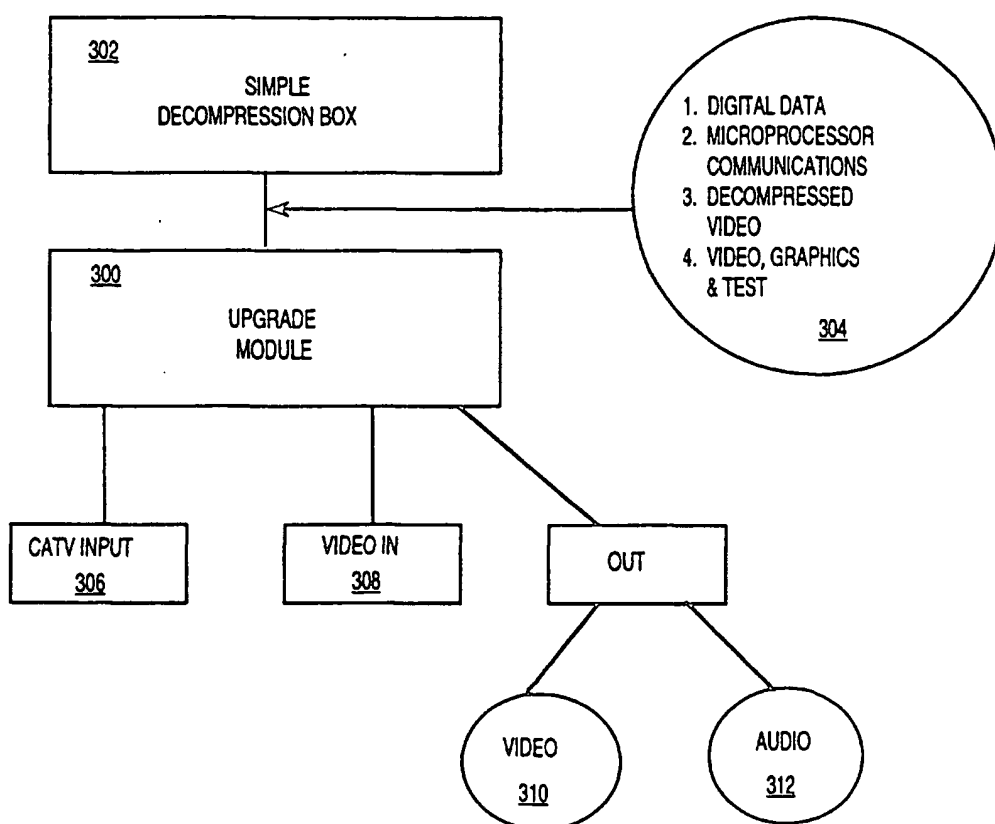 302
SIMPLE
DECOMPRESSION BOX
1. DIGITAL DATA
2. MICROPROCESSOR
COMMUNICATIONS
3. DECOMPRESSED
VIDEO
4. VIDEO, GRAPHICS
& TEST
304
300
UPGRADE
MODULE
CATV INPUT
306
VIDEO IN
308
OUT
VIDEO
310
AUDIO
312